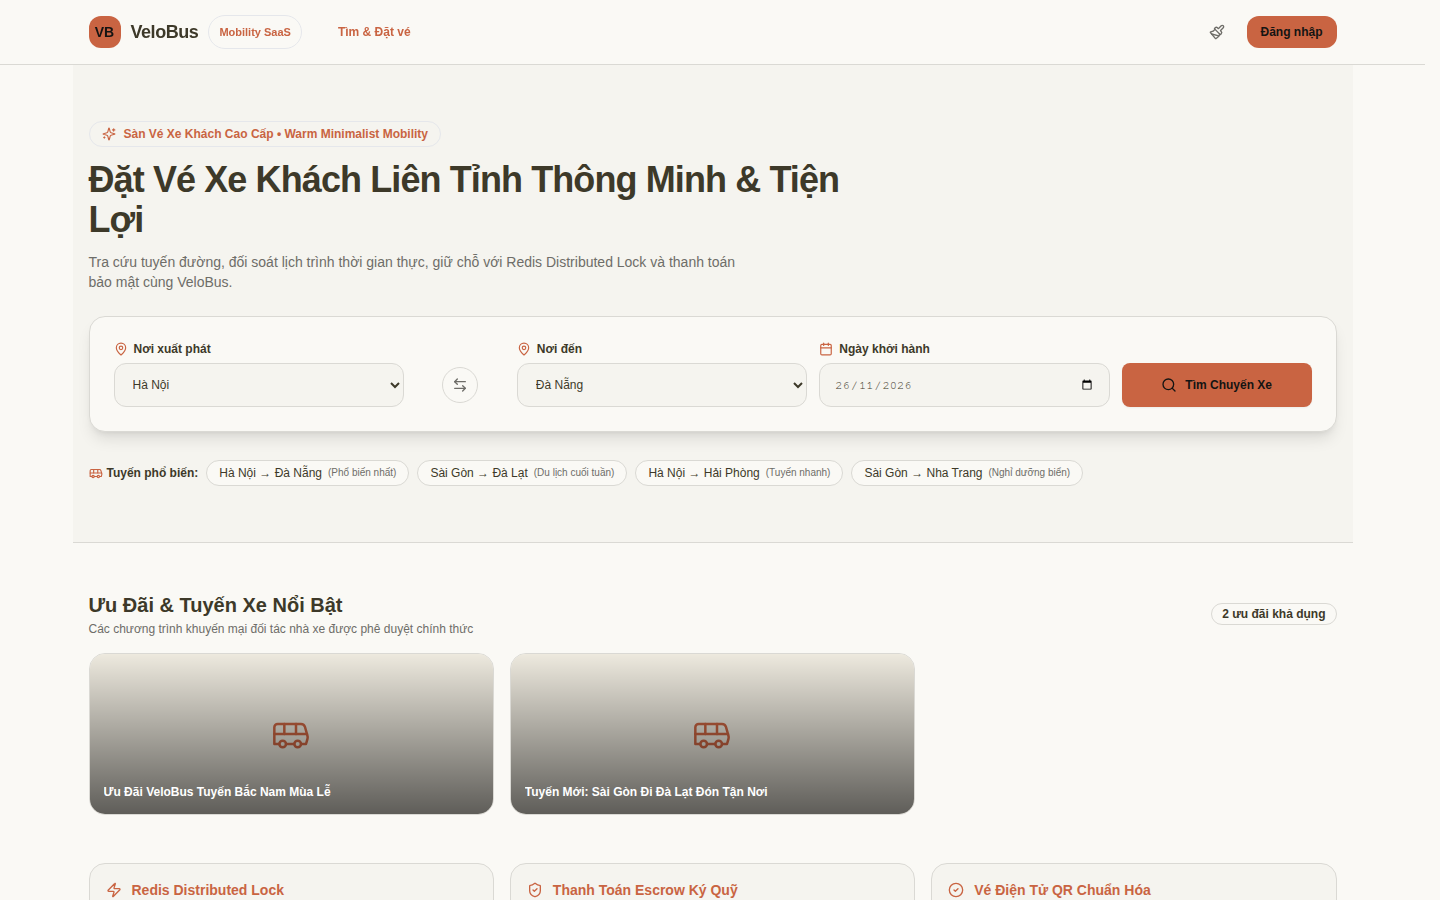 VB VeloBus Mobility SaaS Tìm & Đặt vé Đăng nhập
Sàn Vé Xe Khách Cao Cấp • Warm Minimalist Mobility
Đặt Vé Xe Khách Liên Tỉnh Thông Minh & Tiện
Lợi
Tra cứu tuyến đường, đối soát lịch trình thời gian thực, giữ chỗ với Redis Distributed Lock và thanh toán
bảo mật cùng VeloBus.
Nơi xuất phát Nơi đến Ngày khởi hành
Hà Nội Đà Nẵng 26/11/2026 Tìm Chuyến Xe
Tuyến phổ biến: Hà Nội → Đà Nẵng (Phổ biến nhất) Sài Gòn → Đà Lạt (Du lịch cuối tuần) Hà Nội → Hải Phòng (Tuyến nhanh) Sài Gòn → Nha Trang (Nghỉ dưỡng biển)
Ưu Đãi & Tuyến Xe Nổi Bật
Các chương trình khuyến mại đối tác nhà xe được phê duyệt chính thức
2 ưu đãi khả dụng
Ưu Đãi VeloBus Tuyến Bắc Nam Mùa Lễ
Tuyến Mới: Sài Gòn Đi Đà Lạt Đón Tận Nơi
Redis Distributed Lock
Thanh Toán Escrow Ký Quỹ
Vé Điện Tử QR Chuẩn Hóa